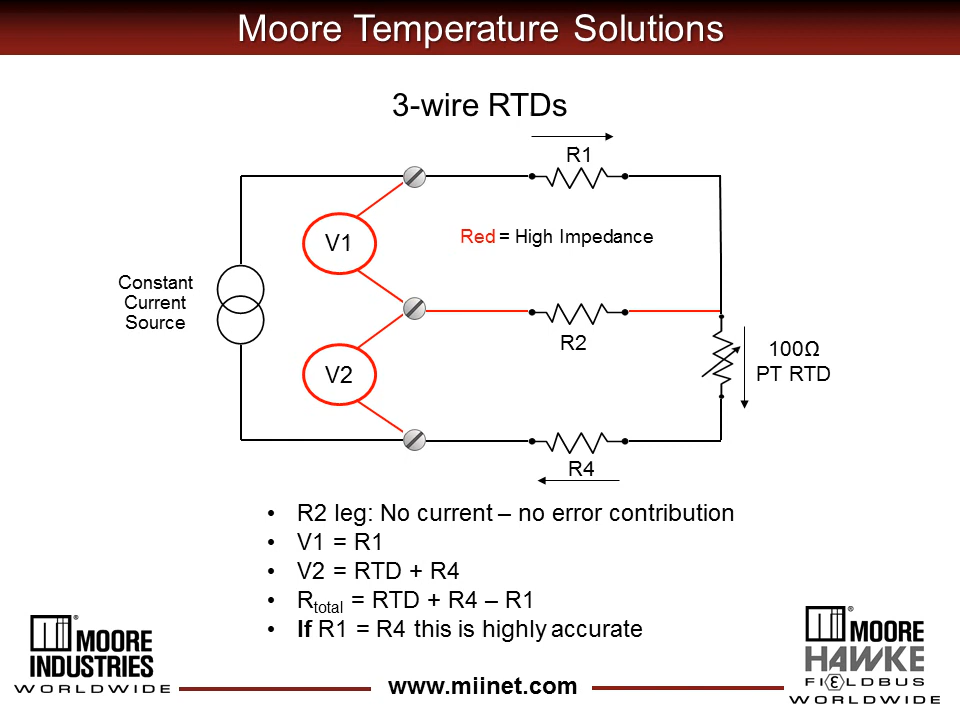 Moore Temperature Solutions
3-wire RTDs
R1
V1
Red = High Impedance
Constant
Current
Source
R2
V2
100Ω
PT RTD
R4
• R2 leg: No current – no error contribution
• V1 = R1
• V2 = RTD + R4
• Rtotal = RTD + R4 – R1
• If R1 = R4 this is highly accurate
MOORE
INDUSTRIES
WORLDWIDE
www.miinet.com
MOORE
HAWKE
FIELDBUS
WORLDWIDE